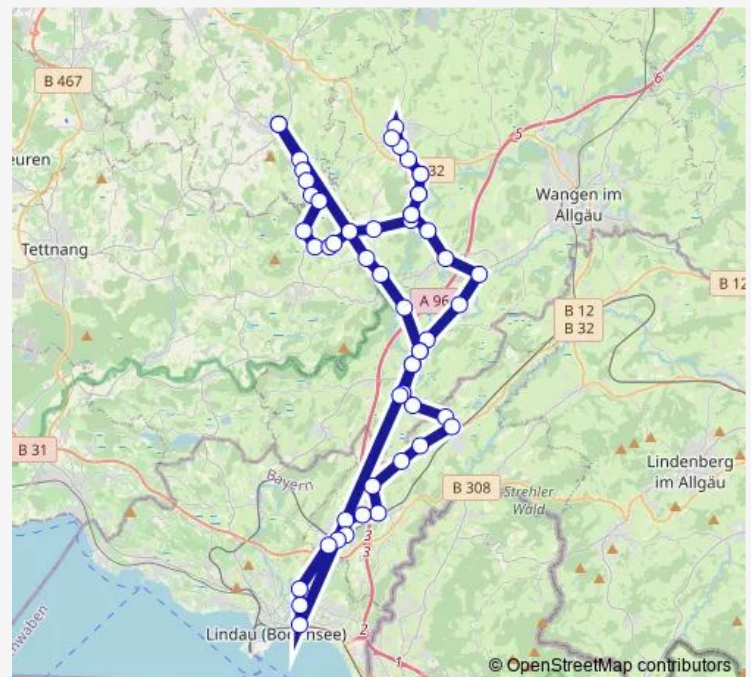 B 467
6
euren
5
32
Wangen im
Allgäu
Tettnang
A 96
B 12
B 12
B 32
B 31
Lindenberg
im Allgäu
Bayern
B 308
Strehler
Wald
3
3
nwaben
Lindau (Bodensee)
2
1
© OpenStreetMap contributors